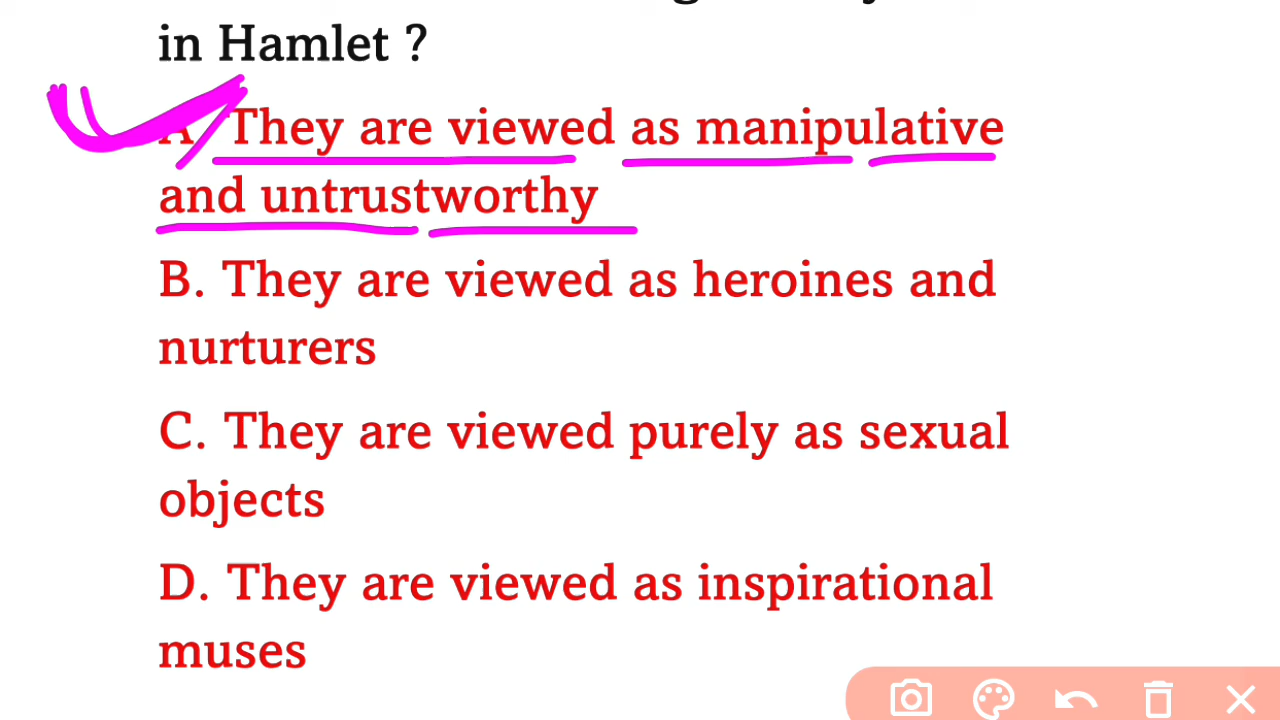 in Hamlet ?
A. They are viewed as manipulative
and untrustworthy
B. They are viewed as heroines and
nurturers
C. They are viewed purely as sexual
objects
D. They are viewed as inspirational
muses